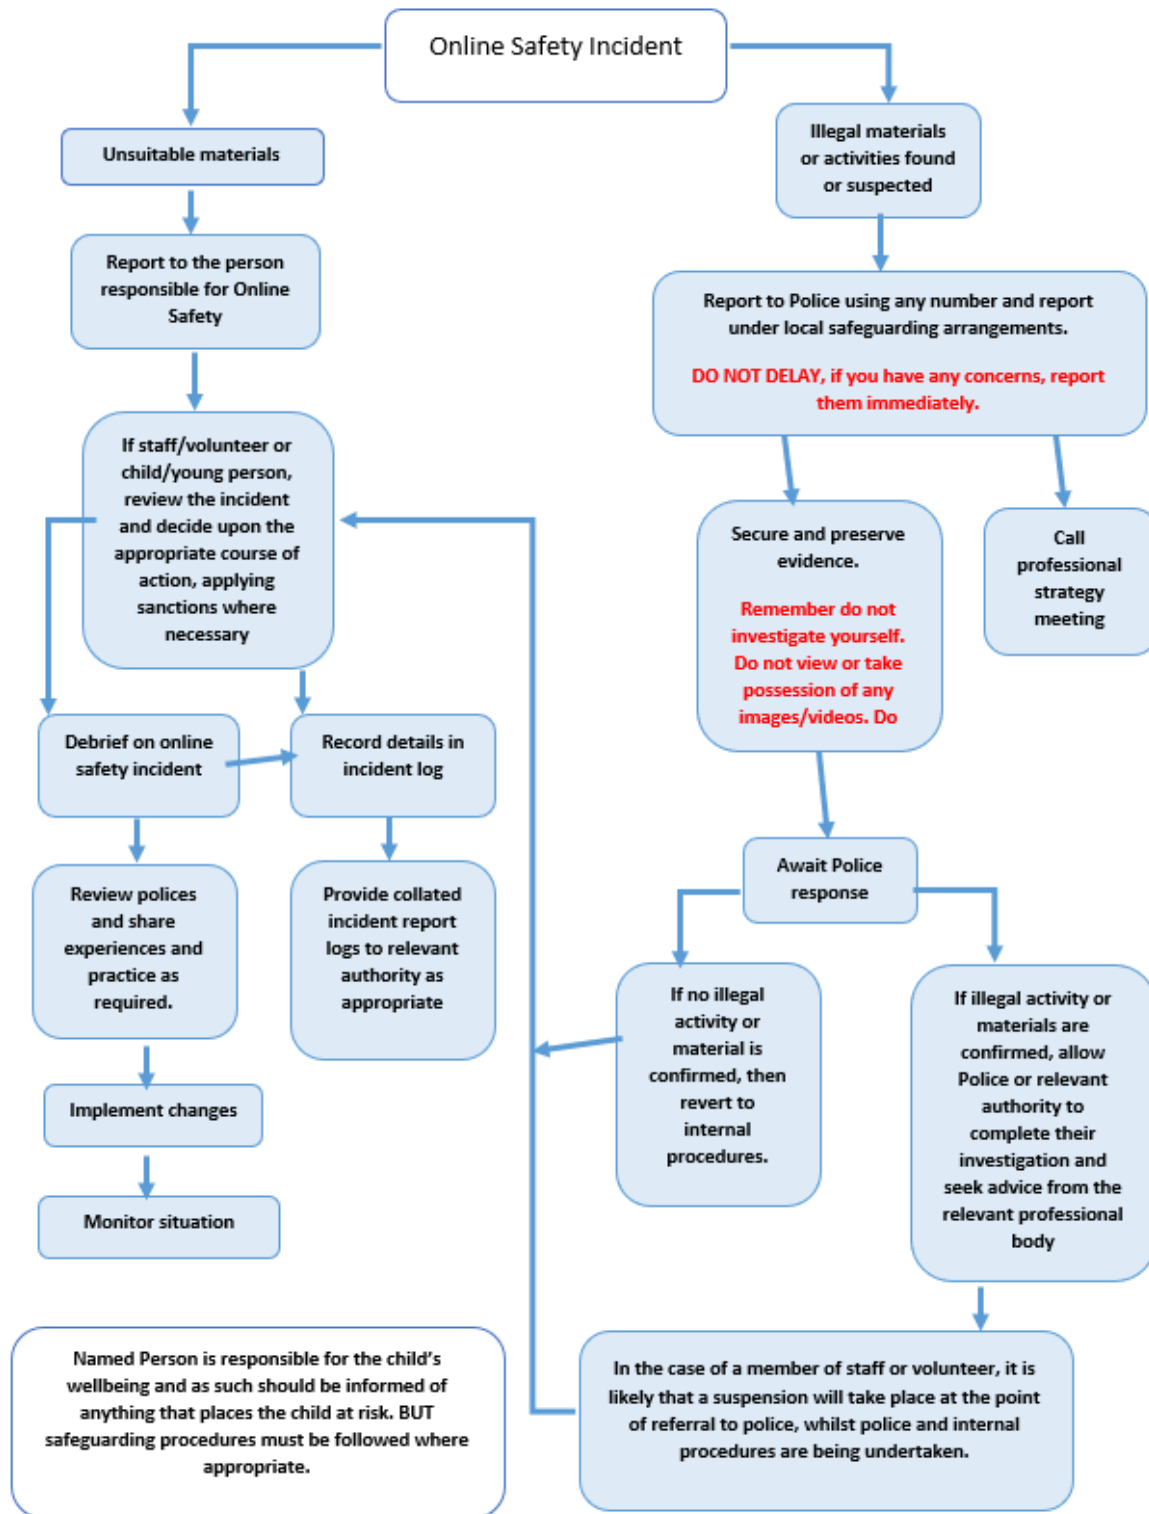 Online Safety Incident
Unsuitable materials
Report to the person
responsible for Online
Safety
If staff/volunteer or
child/young person,
review the incident
and decide upon the
appropriate course of
action, applying
sanctions where
necessary
Debrief on online
safety incident
Record details in
incident log
Review polices
and share
experiences and
practice as
required.
Provide collated
incident report
logs to relevant
authority as
appropriate
Implement changes
Monitor situation
Illegal materials
or activities found
or suspected
Report to Police using any number and report
under local safeguarding arrangements.
DO NOT DELAY, if you have any concerns, report
them immediately.
Secure and preserve
evidence.
Remember do not
investigate yourself.
Do not view or take
possession of any
images/videos. Do
Call
professional
strategy
meeting
Await Police
response
If no illegal
activity or
material is
confirmed, then
revert to
internal
procedures.
If illegal activity or
materials are
confirmed, allow
Police or relevant
authority to
complete their
investigation and
seek advice from the
relevant professional
body
In the case of a member of staff or volunteer, it is
likely that a suspension will take place at the point
of referral to police, whilst police and internal
procedures are being undertaken.
Named Person is responsible for the child's
wellbeing and as such should be informed of
anything that places the child at risk. BUT
safeguarding procedures must be followed where
appropriate.